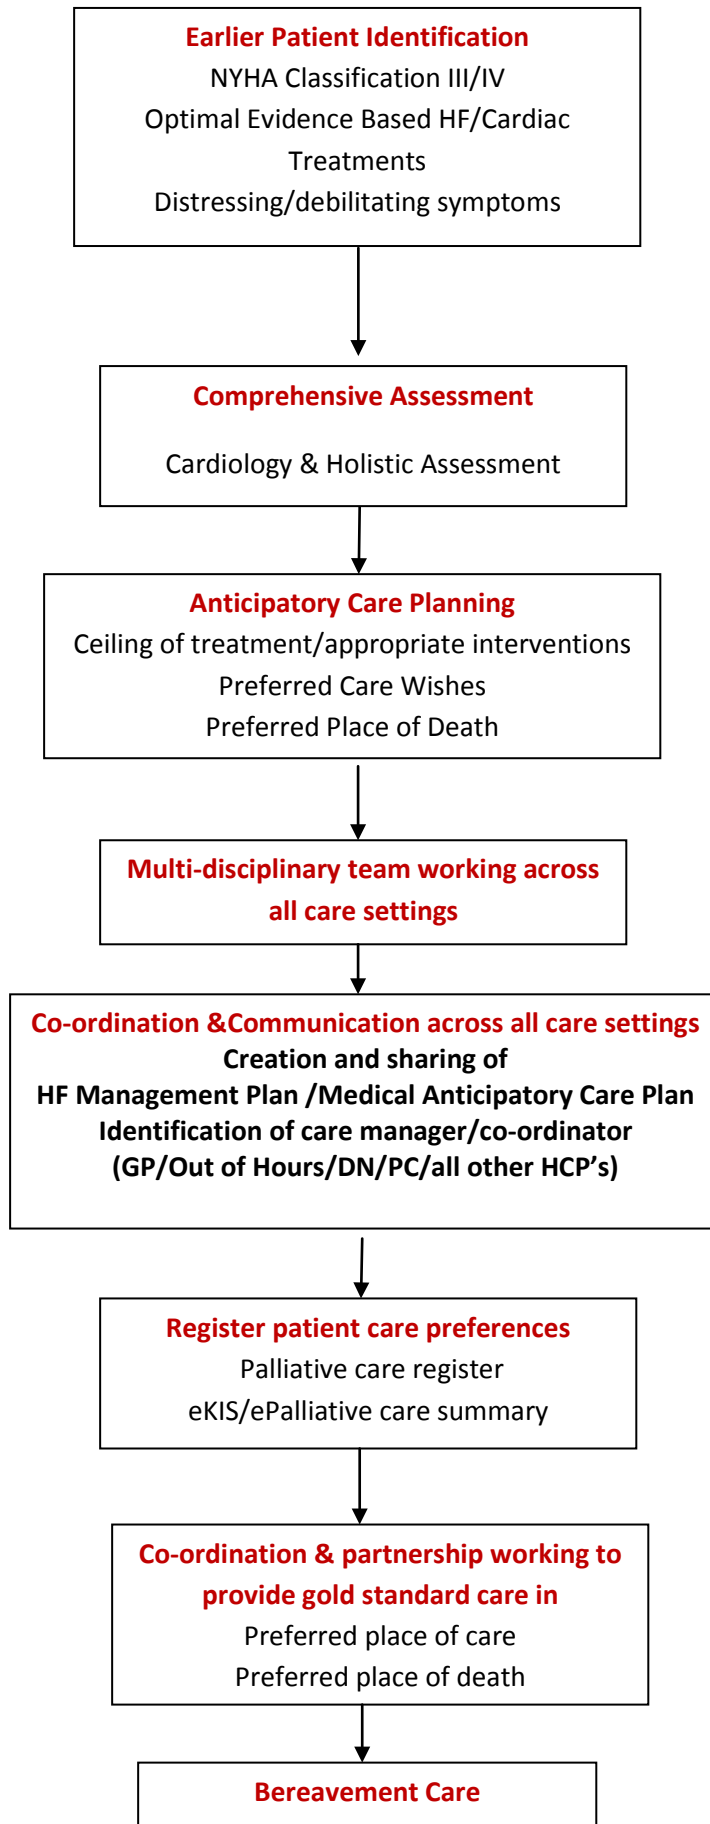 Earlier Patient Identification
NYHA Classification III/IV
Optimal Evidence Based HF/Cardiac
Treatments
Distressing/debilitating symptoms
Comprehensive Assessment
Cardiology & Holistic Assessment
Anticipatory Care Planning
Ceiling of treatment/appropriate interventions
Preferred Care Wishes
Preferred Place of Death
Multi-disciplinary team working across
all care settings
Co-ordination &Communication across all care settings
Creation and sharing of
HF Management Plan /Medical Anticipatory Care Plan
Identification of care manager/co-ordinator
(GP/Out of Hours/DN/PC/all other HCP’s)
Register patient care preferences
Palliative care register
eKIS/ePalliative care summary
Co-ordination & partnership working to
provide gold standard care in
Preferred place of care
Preferred place of death
Bereavement Care